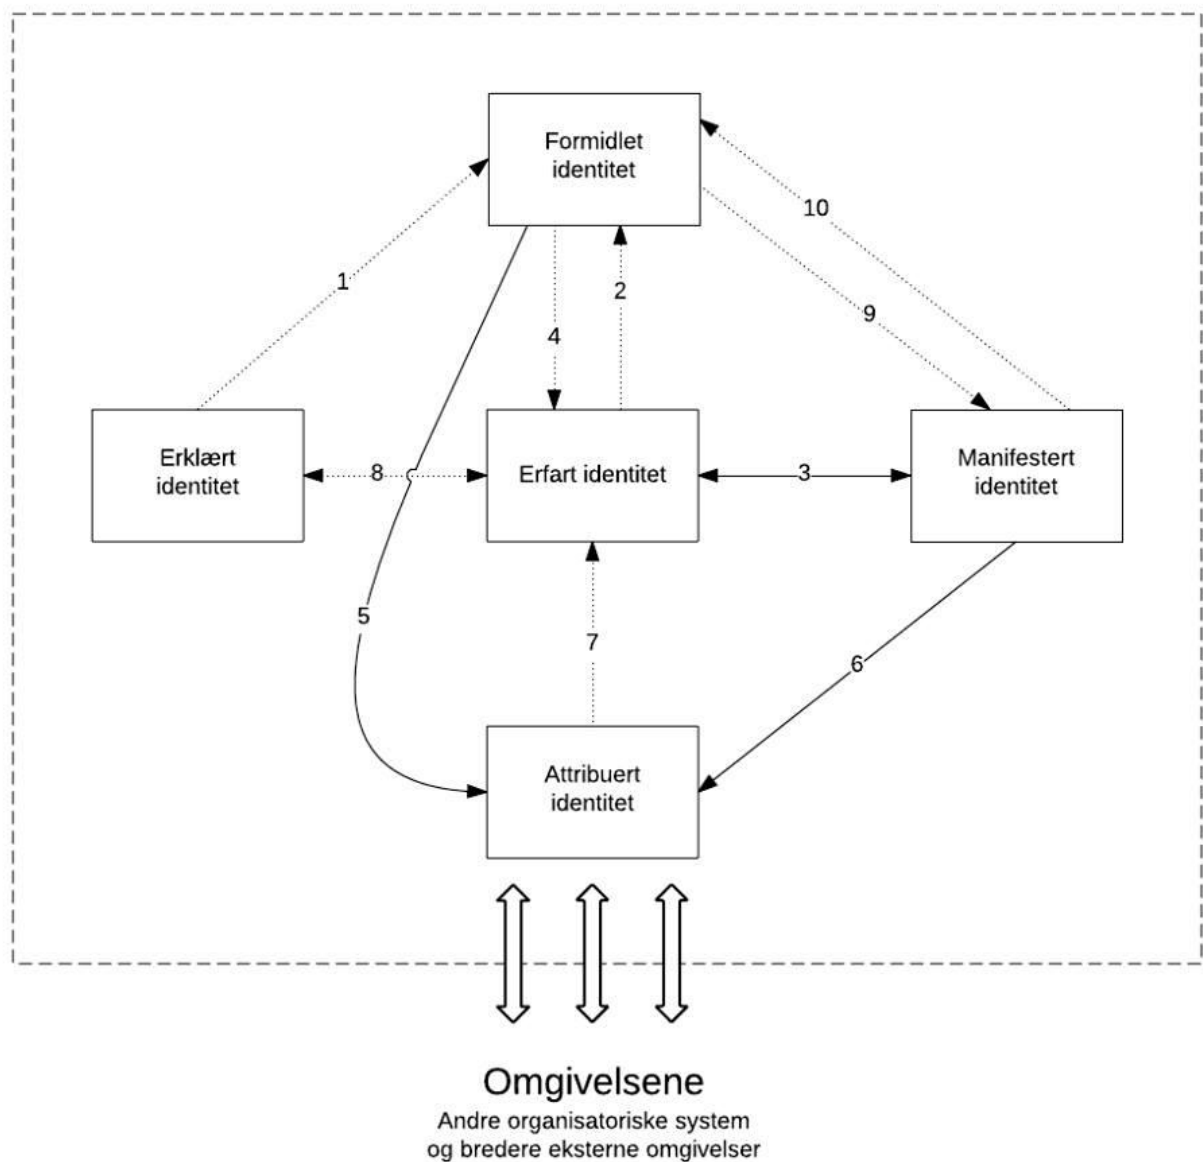 Formidlet
identitet
10
1
2
9
4
Erklært
identitet
8
Erfart identitet
3
Manifestert
identitet
5
7
6
Attribuert
identitet
Omgivelsene
Andre organisatoriske system
og bredere eksterne omgivelser